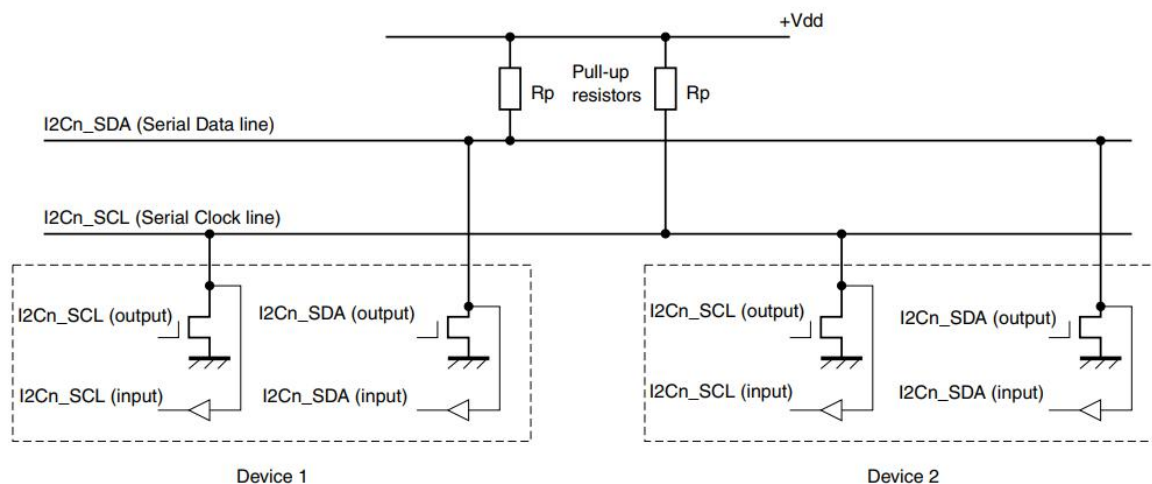 +Vdd
Pull-up
resistors
Rp
Rp
I2Cn_SDA (Serial Data line)
I2Cn_SCL (Serial Clock line)
I2Cn_SCL (output)
I2Cn_SDA (output)
I2Cn_SCL (input)
I2Cn_SDA (input)
I2Cn_SCL (output)
I2Cn_SDA (output)
I2Cn_SCL (input)
I2Cn_SDA (input)
Device 1
Device 2